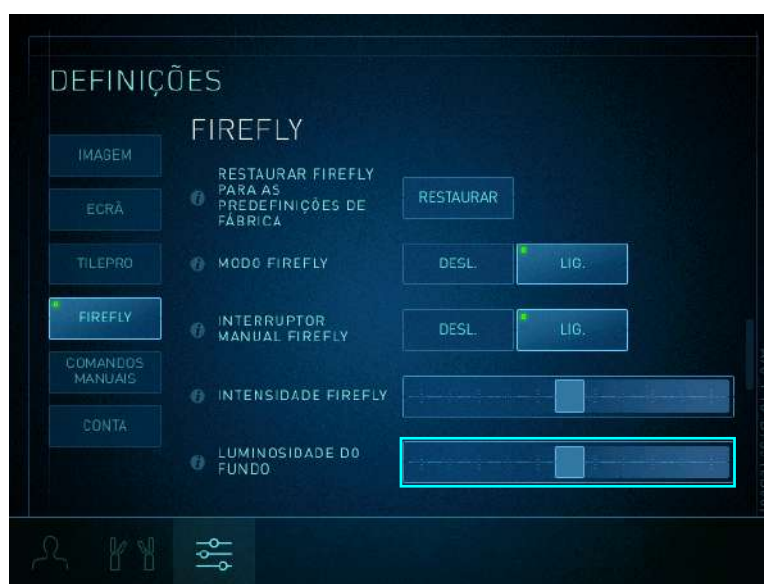 DEFINIÇÕES
FIREFLY
IMAGEM
ECRÃ
TILEPRO
FIREFLY
COMANDOS
MANUAIS
CONTA
RESTAURAR FIREFLY
PARA AS
PREDEFINIÇÕES DE
FÁBRICA
RESTAURAR
MODO FIREFLY
DESL.
LIG.
INTERRUPTOR
MANUAL FIREFLY
DESL.
LIG.
INTENSIDADE FIREFLY
LUMINOSIDADE DO
FUNDO